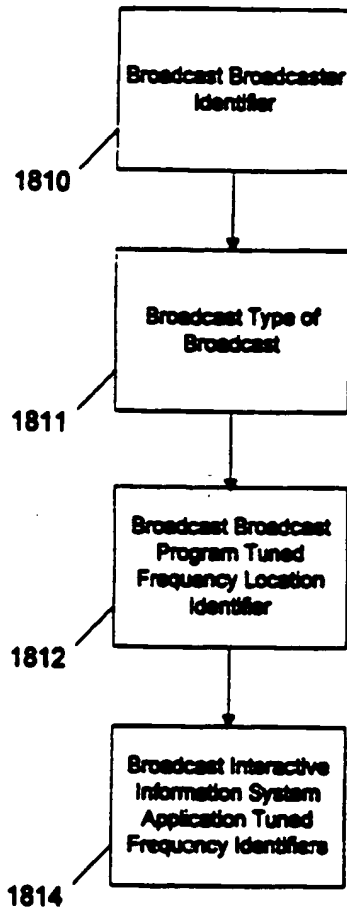 Broadcast Broadcaster
Identifier
1810
Broadcast Type of
Broadcast
1811
Broadcast Broadcast
Program Tuned
Frequency Location
Identifier
1812
Broadcast Interactive
Information System
Application Tuned
Frequency Identifiers
1814